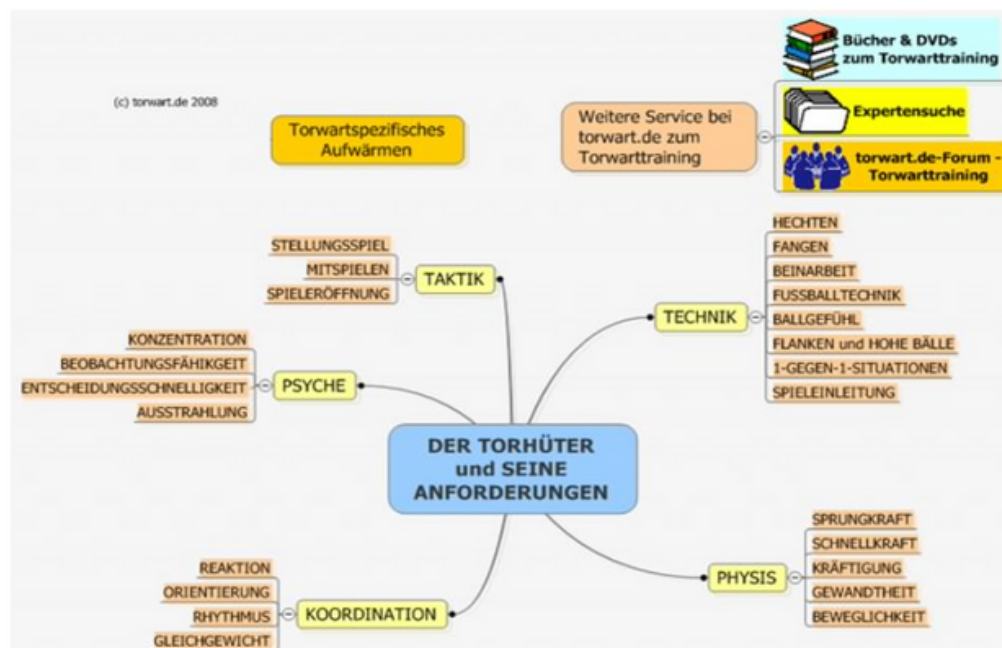 Bücher & DVDs
zum Torwarttraining
(c) torwart.de 2008
Torwartspezifisches
Aufwärmen
Weitere Service bei
torwart.de zum
Torwarttraining
Expertensuche
torwart.de-Forum -
Torwarttraining
STELLUNGSSPIEL
MITSPIELEN
SPIELERÖFFNUNG
TAKTIK
HECHTEN
FANGEN
BEINARBEIT
FUSSBALLTECHNIK
BALLGEFÜHL
FLANKEN und HOHE BÄLLE
1-GEGEN-1-SITUATIONEN
SPIELEINLEITUNG
TECHNIK
KONZENTRATION
BEOBACHTUNGSFÄHIKGEIT
ENTSCHEIDUNGSSCHNELLIGKEIT
AUSSTRAHLUNG
PSYCHE
DER TORHÜTER
und SEINE
ANFORDERUNGEN
SPRUNGKRAFT
SCHNELLKRAFT
KRÄFTIGUNG
GEWANDTHEIT
BEWEGLICHKEIT
PHYSIS
REAKTION
ORIENTIERUNG
RHYTHMUS
GLEICHGEWICHT
KOORDINATION